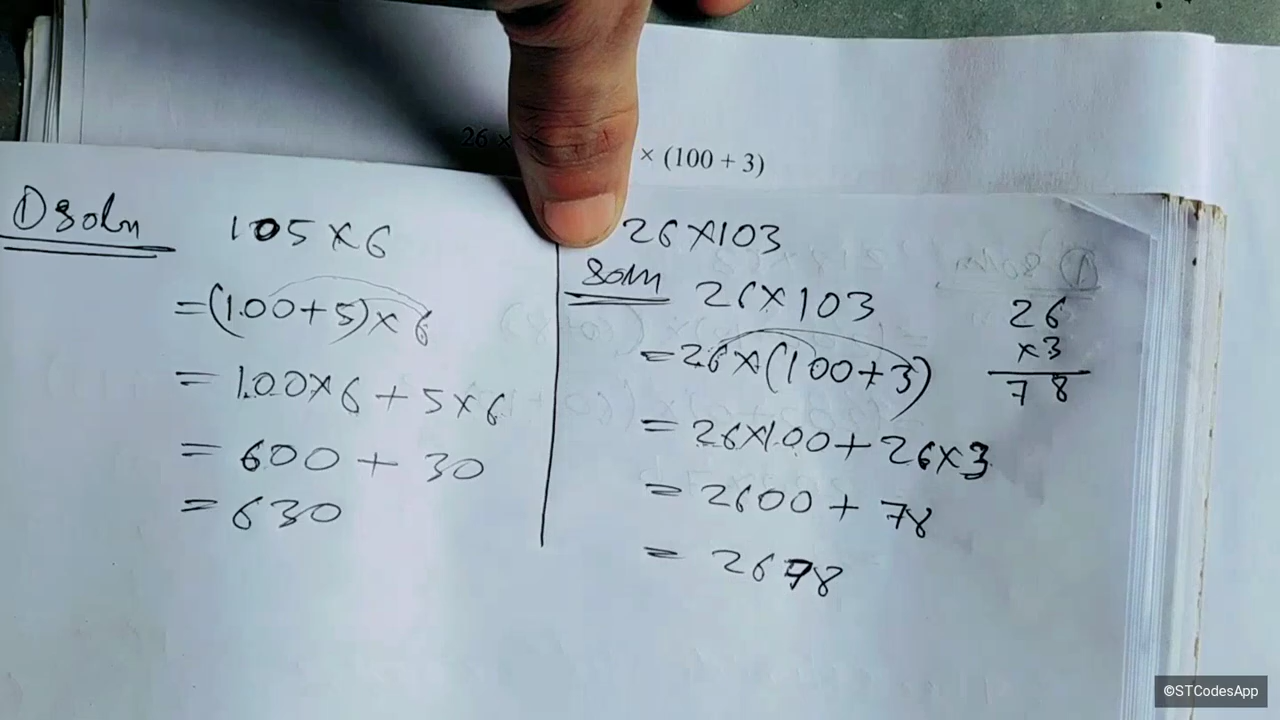 26 ×
× (100 + 3)
① Soln
105 × 6
= (100 + 5) × 6
= 100 × 6 + 5 × 6
= 600 + 30
= 630
26 × 103
Soln
26 × 103
= 26 × (100 + 3)
= 26 × 100 + 26 × 3
= 2600 + 78
= 2678
26
× 3
78
©STCodesApp